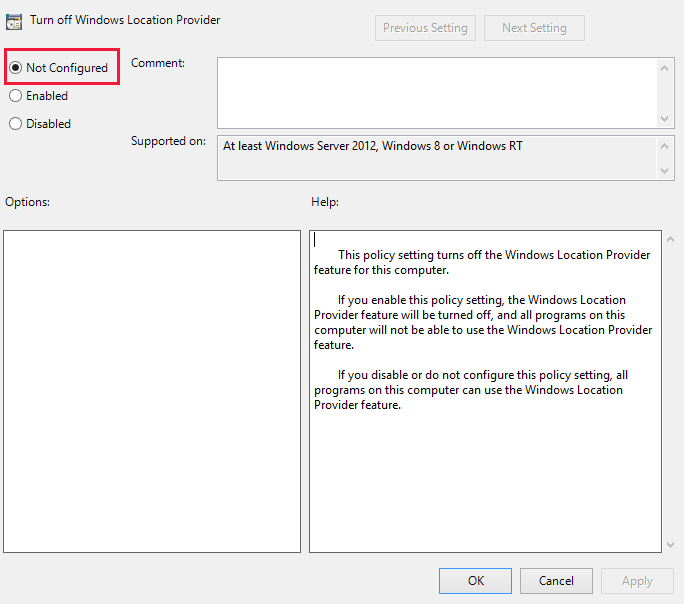 Turn off Windows Location Provider
Previous Setting
Next Setting
Not Configured
Enabled
Disabled
Comment:
Supported on:
At least Windows Server 2012, Windows 8 or Windows RT
Options:
Help:
This policy setting turns off the Windows Location Provider
feature for this computer.
If you enable this policy setting, the Windows Location
Provider feature will be turned off, and all programs on this
computer will not be able to use the Windows Location Provider
feature.
If you disable or do not configure this policy setting, all
programs on this computer can use the Windows Location
Provider feature.
OK
Cancel
Apply